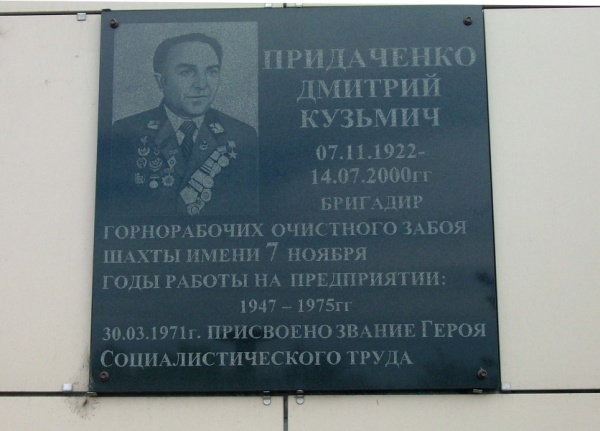 ПРИДАЧЕНКО
ДМИТРИЙ
КУЗЬМИЧ
07.11.1922-
14.07.2000гг
БРИГАДИР
ГОРНОРАБОЧИХ ОЧИСТНОГО ЗАБОЯ
ШАХТЫ ИМЕНИ 7 НОЯБРЯ
ГОДЫ РАБОТЫ НА ПРЕДПРИЯТИИ:
1947 – 1975гг
30.03.1971г. ПРИСВОЕНО ЗВАНИЕ ГЕРОЯ
СОЦИАЛИСТИЧЕСКОГО ТРУДА